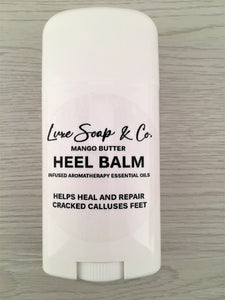 Luxe Soap & Co.
MANGO BUTTER
HEEL BALM
INFUSED AROMATHERAPY ESSENTIAL OILS
HELPS HEAL AND REPAIR
CRACKED CALLUSES FEET